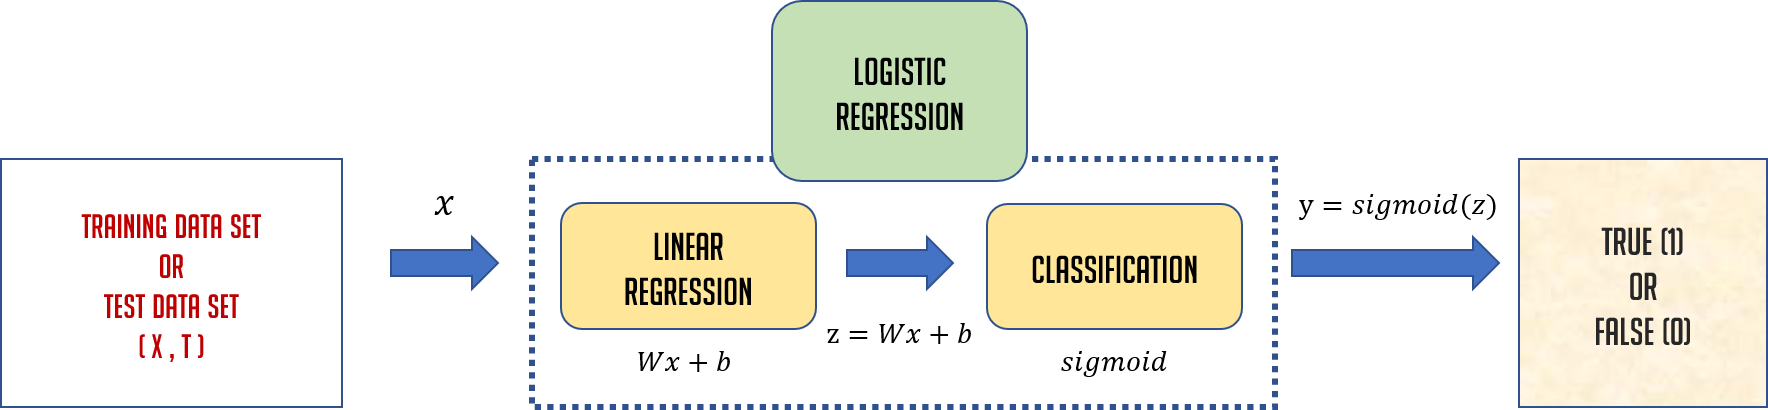 LOGISTIC
REGRESSION
TRAINING DATA SET
OR
TEST DATA SET
( X , T )
x
LINEAR
REGRESSION
Wx + b
z = Wx + b
CLASSIFICATION
sigmoid
y = sigmoid(z)
TRUE (1)
OR
FALSE (0)